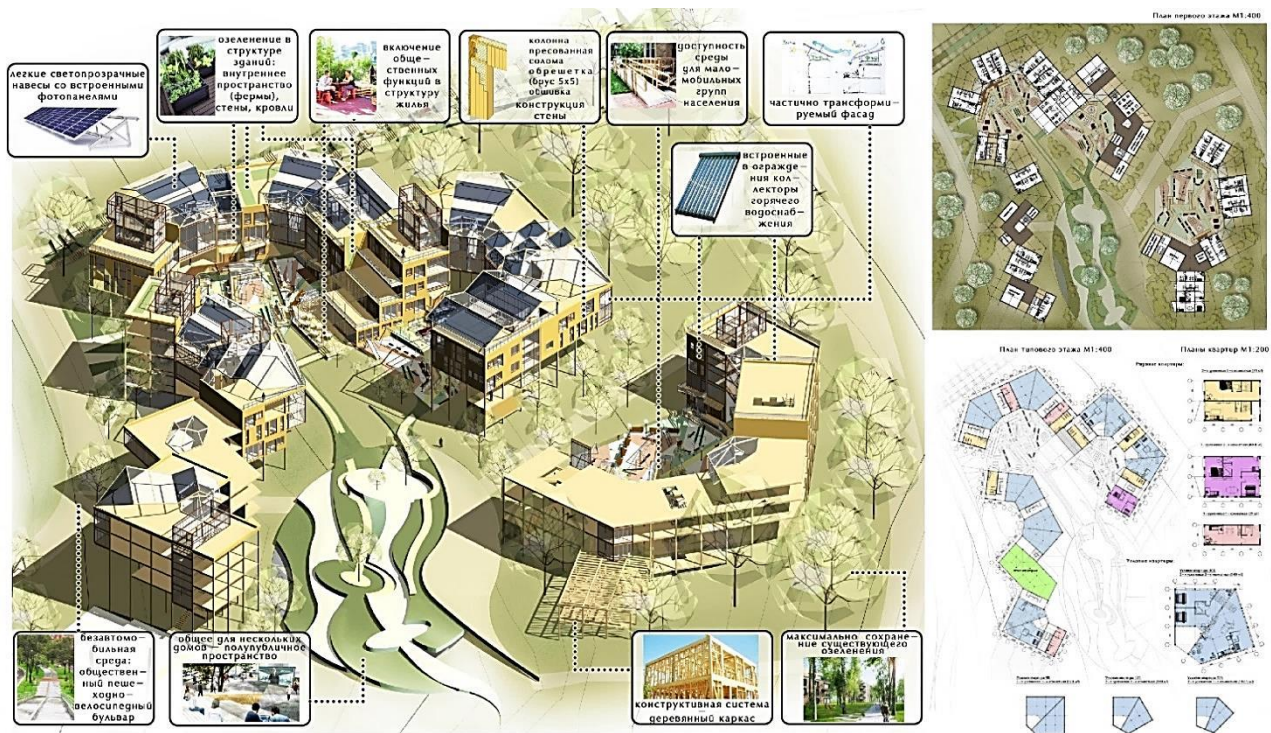 легкие светопрозрачные
навесы со встроенными
фотопанелями
озеленение в
структуре
зданий:
внутреннее
пространство
(фермы),
стены, кровли
включение
обще-
ственных
функций в
структуру
жилья
колонна
пресованная
солома
обрешетка
(брус 5х5)
обшивка
конструкция
стены
доступность
среды
для мало-
мобильных
групп
населения
частично трансформи-
руемый фасад
встроенные
в огражде-
ния кол-
лекторы
горячего
водоснаб-
жения
безавтомо-
бильная
среда:
обществен-
ный пеше-
ходно-
велосипедный
бульвар
общее для нескольких
домов – полупубличное
пространство
конструктивная система
–
деревянный каркас
максимально сохране-
ние существующего
озеленения
План первого этажа М1:400
План типового этажа М1:400
Планы квартир М1:200
Рядовые квартиры:
Угловые квартиры: